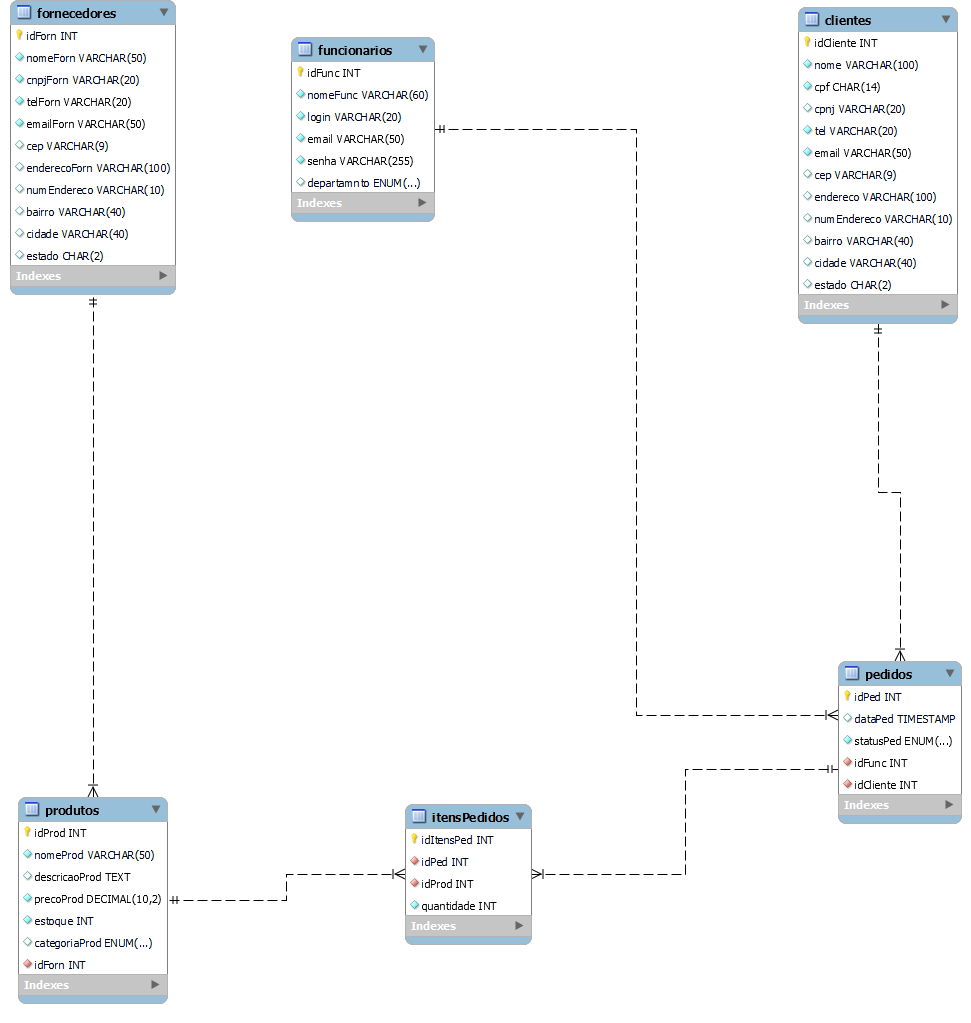 fornecedores
idForn INT
nomeForn VARCHAR(50)
cnpjForn VARCHAR(20)
telForn VARCHAR(20)
emailForn VARCHAR(50)
cep VARCHAR(9)
enderecoForn VARCHAR(100)
numEndereco VARCHAR(10)
bairro VARCHAR(40)
cidade VARCHAR(40)
estado CHAR(2)
Indexes
funcionarios
idFunc INT
nomeFunc VARCHAR(60)
login VARCHAR(20)
email VARCHAR(50)
senha VARCHAR(255)
departamnto ENUM(...)
Indexes
clientes
idCliente INT
nome VARCHAR(100)
cpf CHAR(14)
cpnj VARCHAR(20)
tel VARCHAR(20)
email VARCHAR(50)
cep VARCHAR(9)
endereco VARCHAR(100)
numEndereco VARCHAR(10)
bairro VARCHAR(40)
cidade VARCHAR(40)
estado CHAR(2)
Indexes
pedidos
idPed INT
dataPed TIMESTAMP
statusPed ENUM(...)
idFunc INT
idCliente INT
Indexes
produtos
idProd INT
nomeProd VARCHAR(50)
descricaoProd TEXT
precoProd DECIMAL(10,2)
estoque INT
categoriaProd ENUM(...)
idForn INT
Indexes
itensPedidos
idItensPed INT
idPed INT
idProd INT
quantidade INT
Indexes